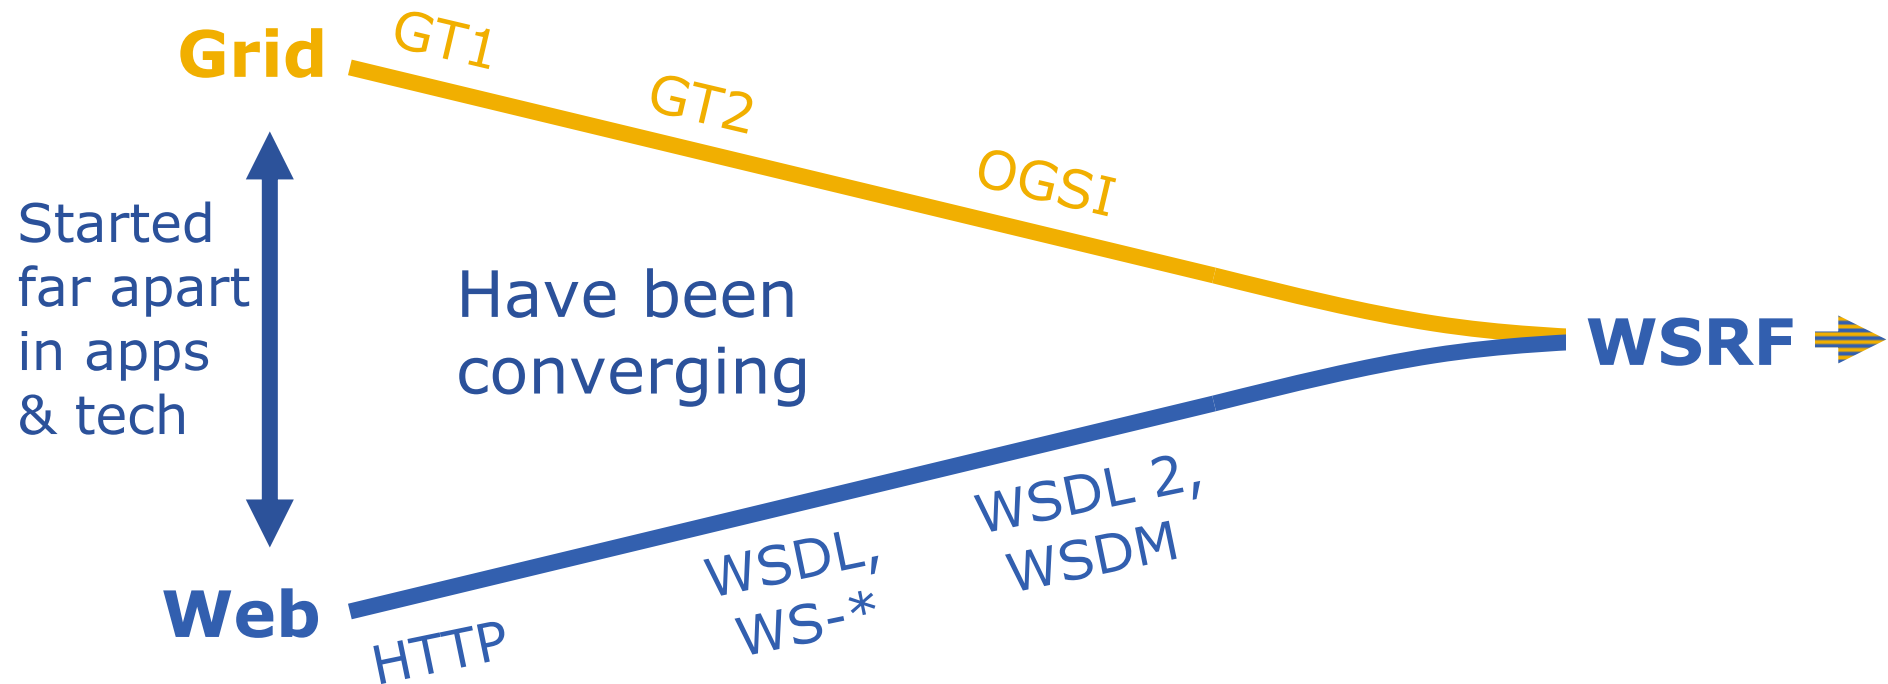 Grid
GT1
GT2
OGSI
Started
far apart
in apps
& tech
Have been
converging
WSRF
Web
HTTP
WSDL,
WS-*
WSDL 2,
WSDM